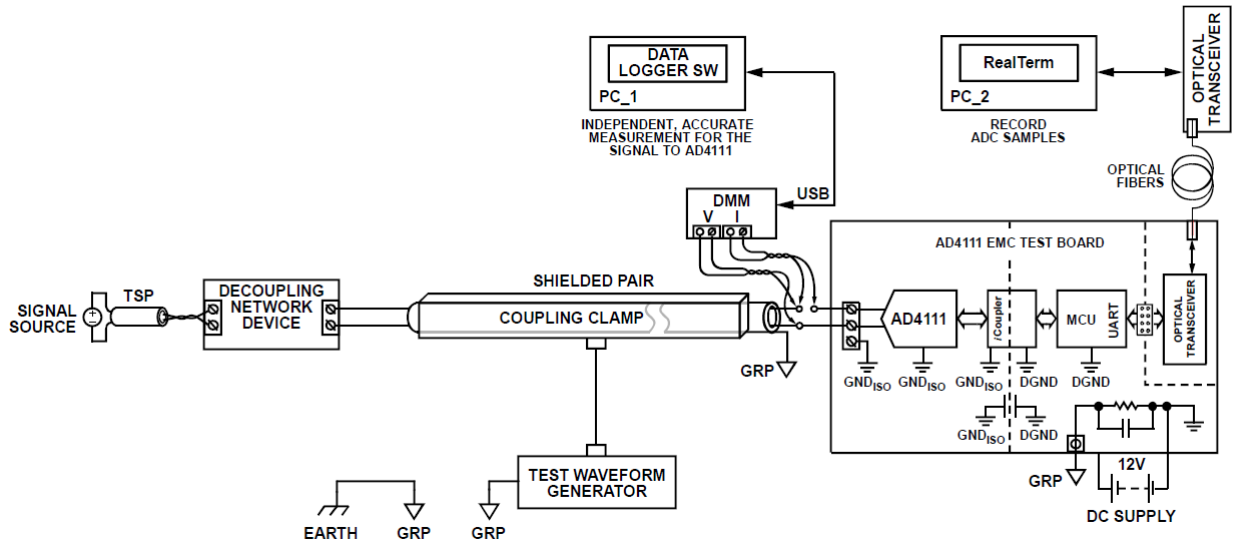 DATA
LOGGER SW
PC_1
INDEPENDENT, ACCURATE
MEASUREMENT FOR THE
SIGNAL TO AD4111
RealTerm
PC_2
RECORD
ADC SAMPLES
OPTICAL
TRANSCEIVER
OPTICAL
FIBERS
USB
DMM
V I
AD4111 EMC TEST BOARD
SIGNAL
SOURCE
TSP
DECOUPLING
NETWORK
DEVICE
SHIELDED PAIR
COUPLING CLAMP
GRP
AD4111
iCoupler
MCU
UART
OPTICAL
TRANSCEIVER
GNDISO
GNDISO
GNDISO
DGND
DGND
GNDISO
DGND
GRP
12V
DC SUPPLY
TEST WAVEFORM
GENERATOR
EARTH
GRP
GRP